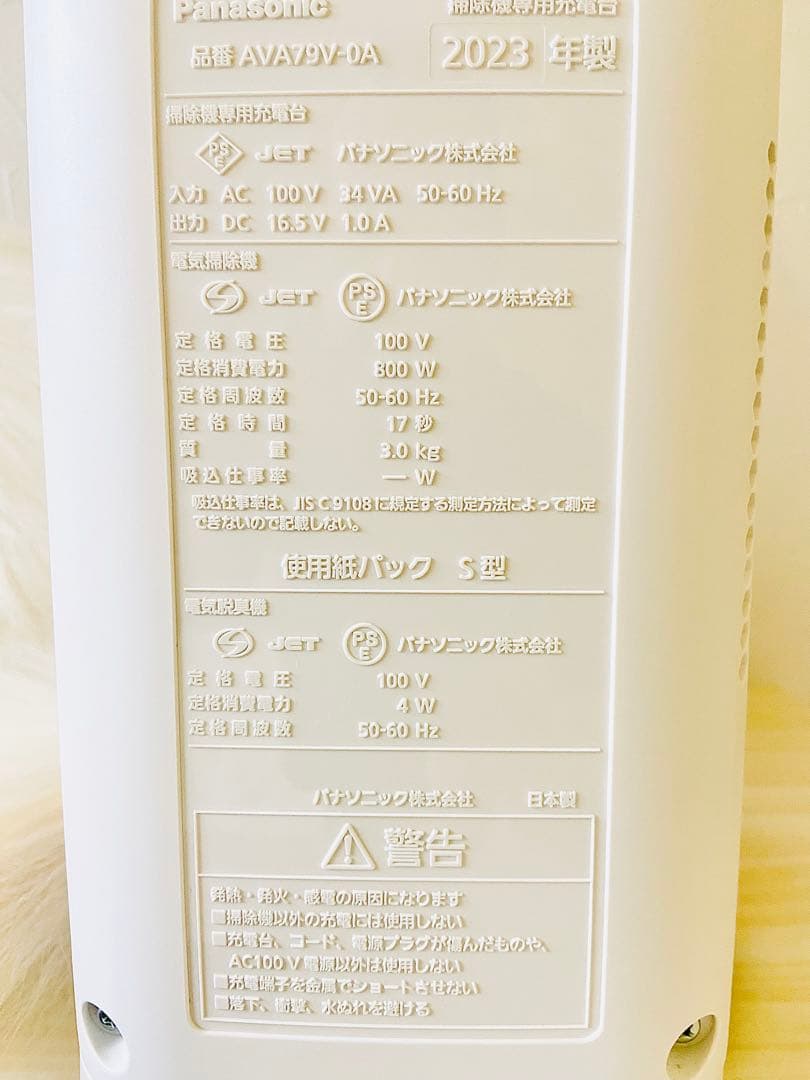 Panasonic 掃除機専用充電台
品番 AVA79V-0A 2023 年製
掃除機専用充電台
PSE JET パナソニック株式会社
入力 AC 100 V 34 VA 50-60 Hz
出力 DC 16.5 V 1.0 A
電気掃除機
S JET PSE パナソニック株式会社
定格電圧 100 V
定格消費電力 800 W
定格周波数 50-60 Hz
定格時間 17 秒
質量 3.0 kg
吸込仕事率 — W
吸込仕事率は、JIS C 9108に規定する測定方法によって測定
できないので記載しない。
使用紙パック S 型
電気脱臭機
S JET PSE パナソニック株式会社
定格電圧 100 V
定格消費電力 4 W
定格周波数 50-60 Hz
パナソニック株式会社 日本製
警告
発熱・発火・感電の原因になります
■掃除機以外の充電には使用しない
■充電台、コード、電源プラグが傷んだものや、
AC100 V 電源以外は使用しない
■充電端子を金属でショートさせない
■落下、衝撃、水ぬれを避ける